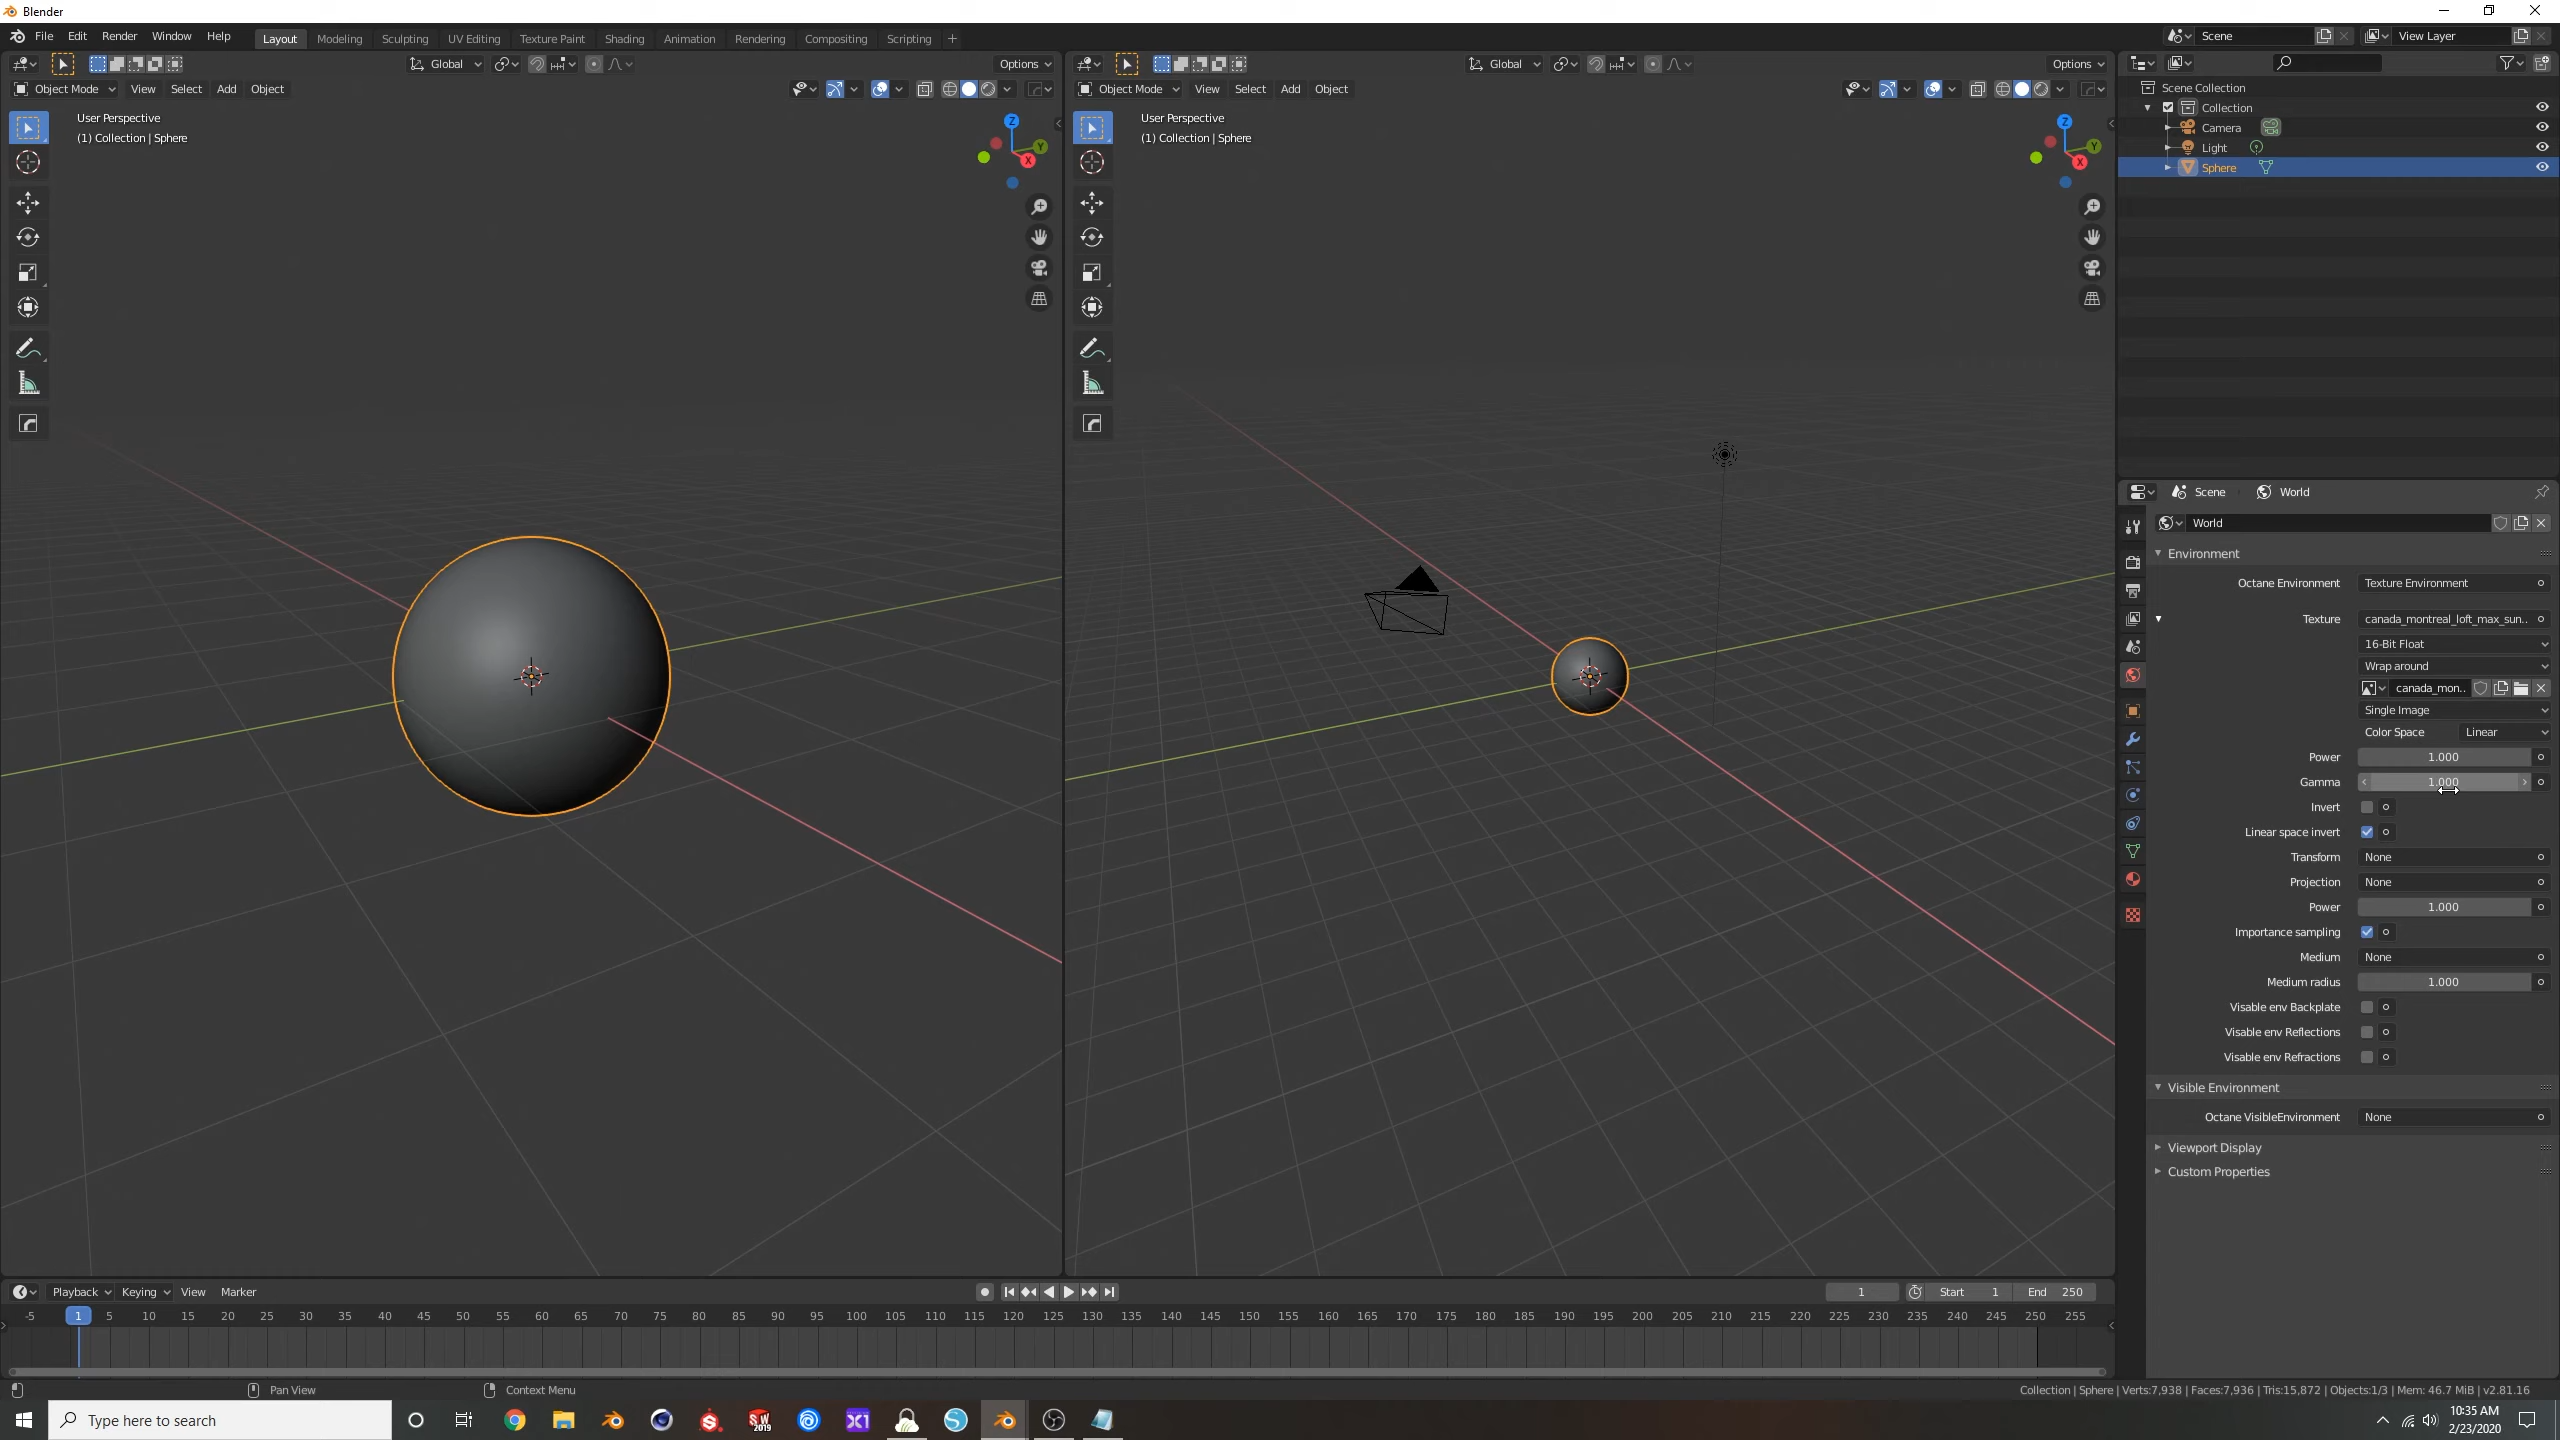 Blender
File Edit Render Window Help Layout Modeling Sculpting UV Editing Texture Paint Shading Animation Rendering Compositing Scripting + Scene View Layer
Global Options
Object Mode View Select Add Object
User Perspective
(1) Collection | Sphere
Z
Y
X
Global Options
Object Mode View Select Add Object
User Perspective
(1) Collection | Sphere
Z
Y
X
Scene Collection
Collection
Camera
Light
Sphere
Scene World
World
Environment
Octane Environment Texture Environment
Texture canada_montreal_loft_max_sun..
16-Bit Float
Wrap around
canada_mon..
Single Image
Color Space Linear
Power 1.000
Gamma 1.000
Invert
Linear space invert
Transform None
Projection None
Power 1.000
Importance sampling
Medium None
Medium radius 1.000
Visable env Backplate
Visable env Reflections
Visable env Refractions
Visible Environment
Octane VisibleEnvironment None
Viewport Display
Custom Properties
Playback Keying View Marker 1 Start 1 End 250
-5 1 5 10 15 20 25 30 35 40 45 50 55 60 65 70 75 80 85 90 95 100 105 110 115 120 125 130 135 140 145 150 155 160 165 170 175 180 185 190 195 200 205 210 215 220 225 230 235 240 245 250 255
Pan View Context Menu Collection | Sphere | Verts:7,938 | Faces:7,936 | Tris:15,872 | Objects:1/3 | Mem: 46.7 MiB | v2.81.16
Type here to search
SW 2019
X1
10:35 AM
2/23/2020